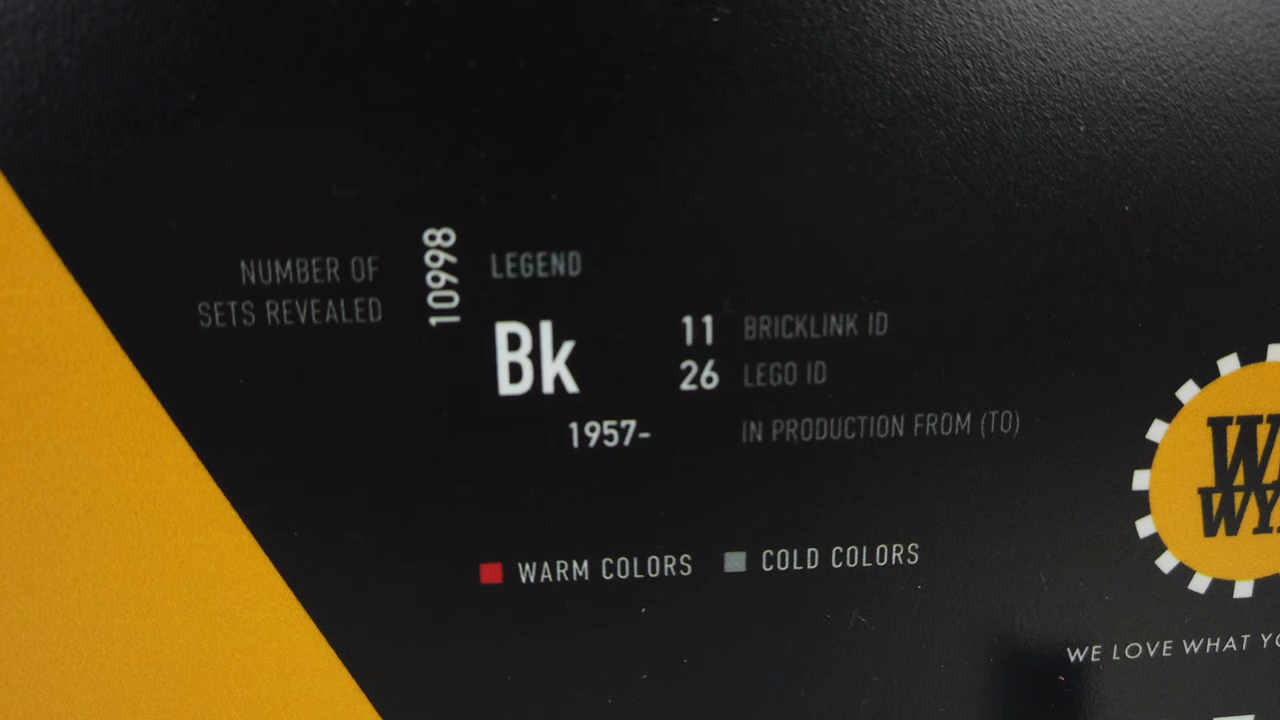 NUMBER OF
SETS REVEALED
10998
LEGEND
Bk
11 BRICKLINK ID
26 LEGO ID
1957- IN PRODUCTION FROM (TO)
WARM COLORS
COLD COLORS
WE LOVE WHAT